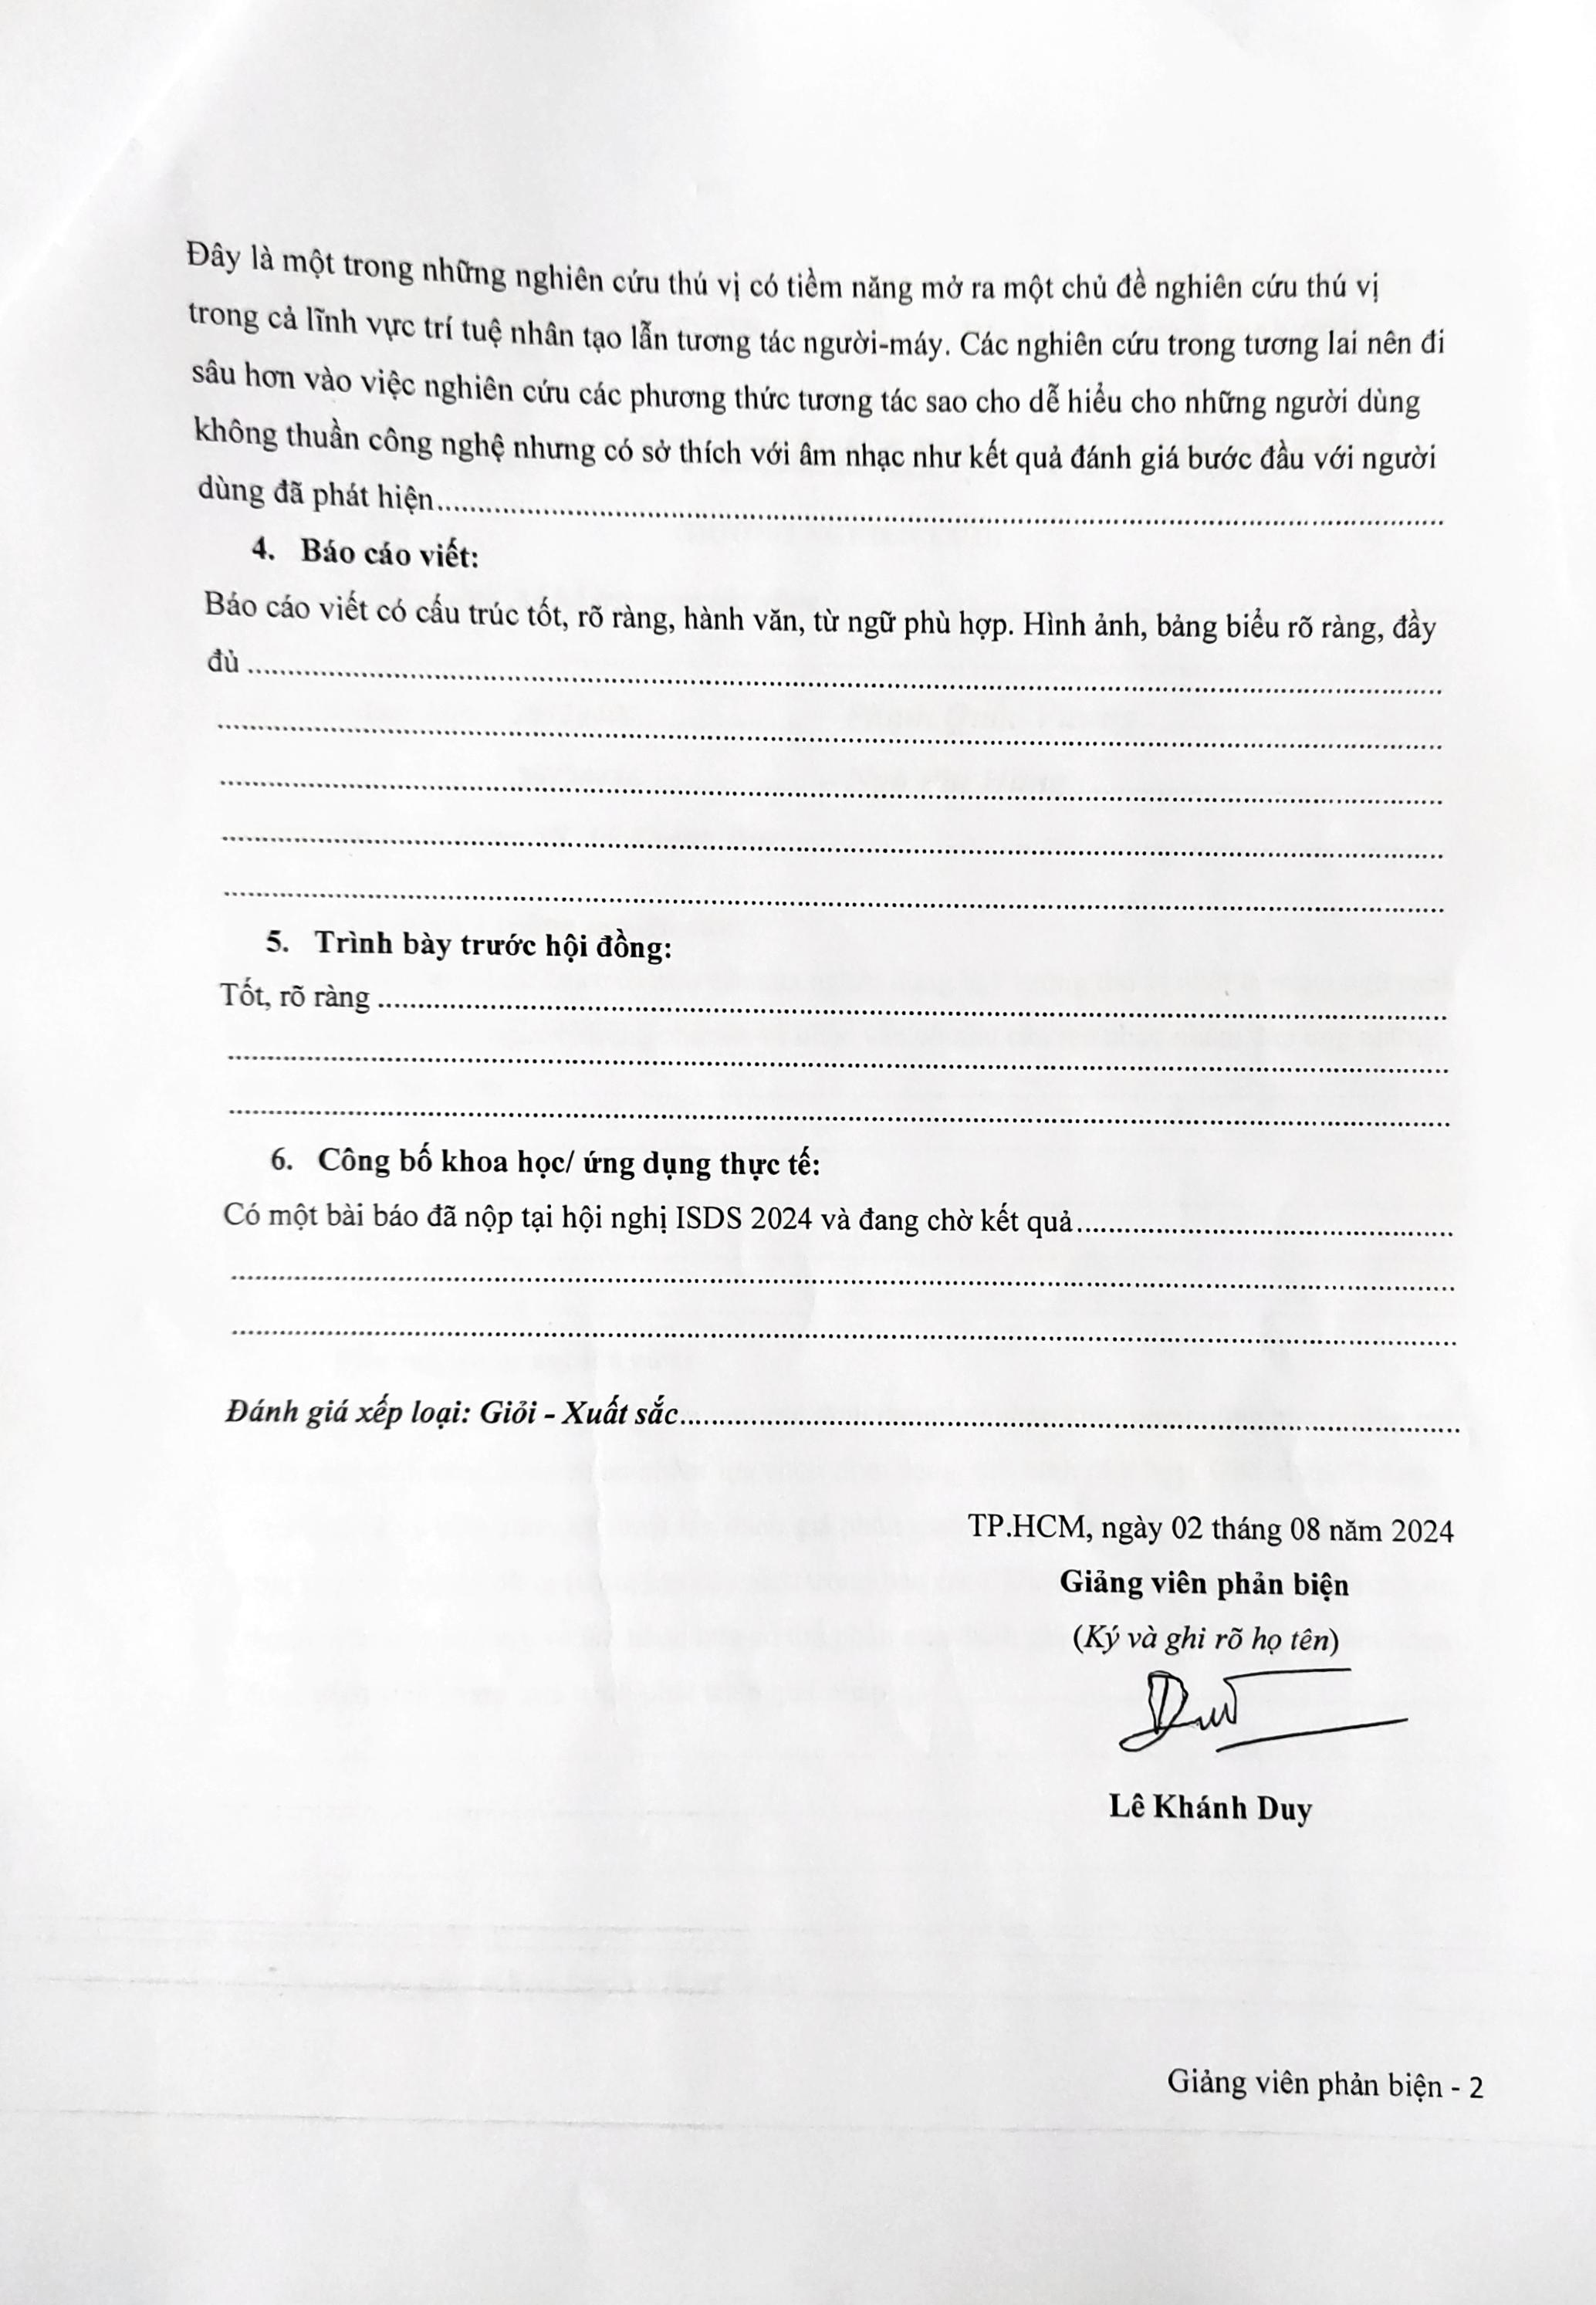 Đây là một trong những nghiên cứu thú vị có tiềm năng mở ra một chủ đề nghiên cứu thú vị
trong cả lĩnh vực trí tuệ nhân tạo lẫn tương tác người-máy. Các nghiên cứu trong tương lai nên đi
sâu hơn vào việc nghiên cứu các phương thức tương tác sao cho dễ hiểu cho những người dùng
không thuần công nghệ nhưng có sở thích với âm nhạc như kết quả đánh giá bước đầu với người
dùng đã phát hiện
4. Báo cáo viết:
Báo cáo viết có cấu trúc tốt, rõ ràng, hành văn, từ ngữ phù hợp. Hình ảnh, bảng biểu rõ ràng, đầy
đủ
5. Trình bày trước hội đồng:
Tốt, rõ ràng
6. Công bố khoa học/ ứng dụng thực tế:
Có một bài báo đã nộp tại hội nghị ISDS 2024 và đang chờ kết quả
Đánh giá xếp loại: Giỏi - Xuất sắc
TP.HCM, ngày 02 tháng 08 năm 2024
Giảng viên phản biện
(Ký và ghi rõ họ tên)
Lê Khánh Duy
Giảng viên phản biện - 2